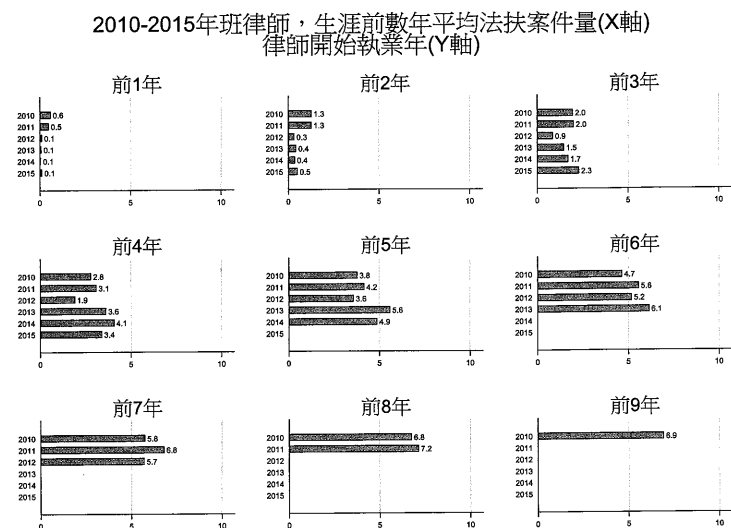 2010-2015年班律師，生涯前數年平均法扶案件量(X軸)
律師開始執業年(Y軸)
前1年
2010 0.6
2011 0.5
2012 0.1
2013 0.1
2014 0.1
2015 0.1
0 5 10
前2年
2010 1.3
2011 1.3
2012 0.3
2013 0.4
2014 0.4
2015 0.5
0 5 10
前3年
2010 2.0
2011 2.0
2012 0.9
2013 1.5
2014 1.7
2015 2.3
0 5 10
前4年
2010 2.8
2011 3.1
2012 1.9
2013 3.6
2014 4.1
2015 3.4
0 5 10
前5年
2010 3.8
2011 4.2
2012 3.6
2013 5.6
2014 4.9
2015
0 5 10
前6年
2010 4.7
2011 5.6
2012 5.2
2013 6.1
2014
2015
0 5 10
前7年
2010 5.8
2011 6.8
2012 5.7
2013
2014
2015
0 5 10
前8年
2010 6.8
2011 7.2
2012
2013
2014
2015
0 5 10
前9年
2010 6.9
2011
2012
2013
2014
2015
0 5 10